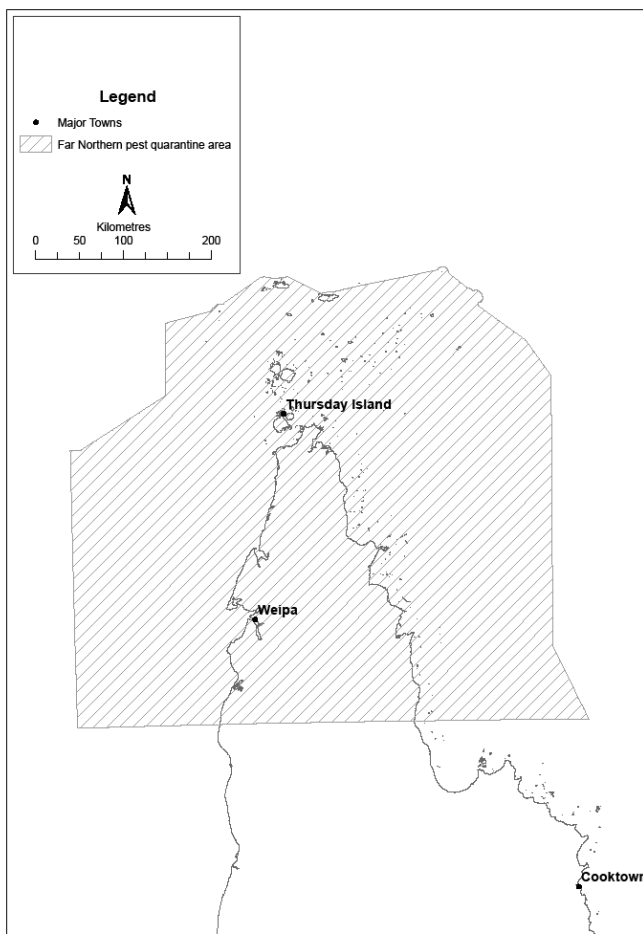 Legend
Major Towns
Far Northern pest quarantine area
N
Kilometres
0 50 100 200
Thursday Island
Weipa
Cooktown